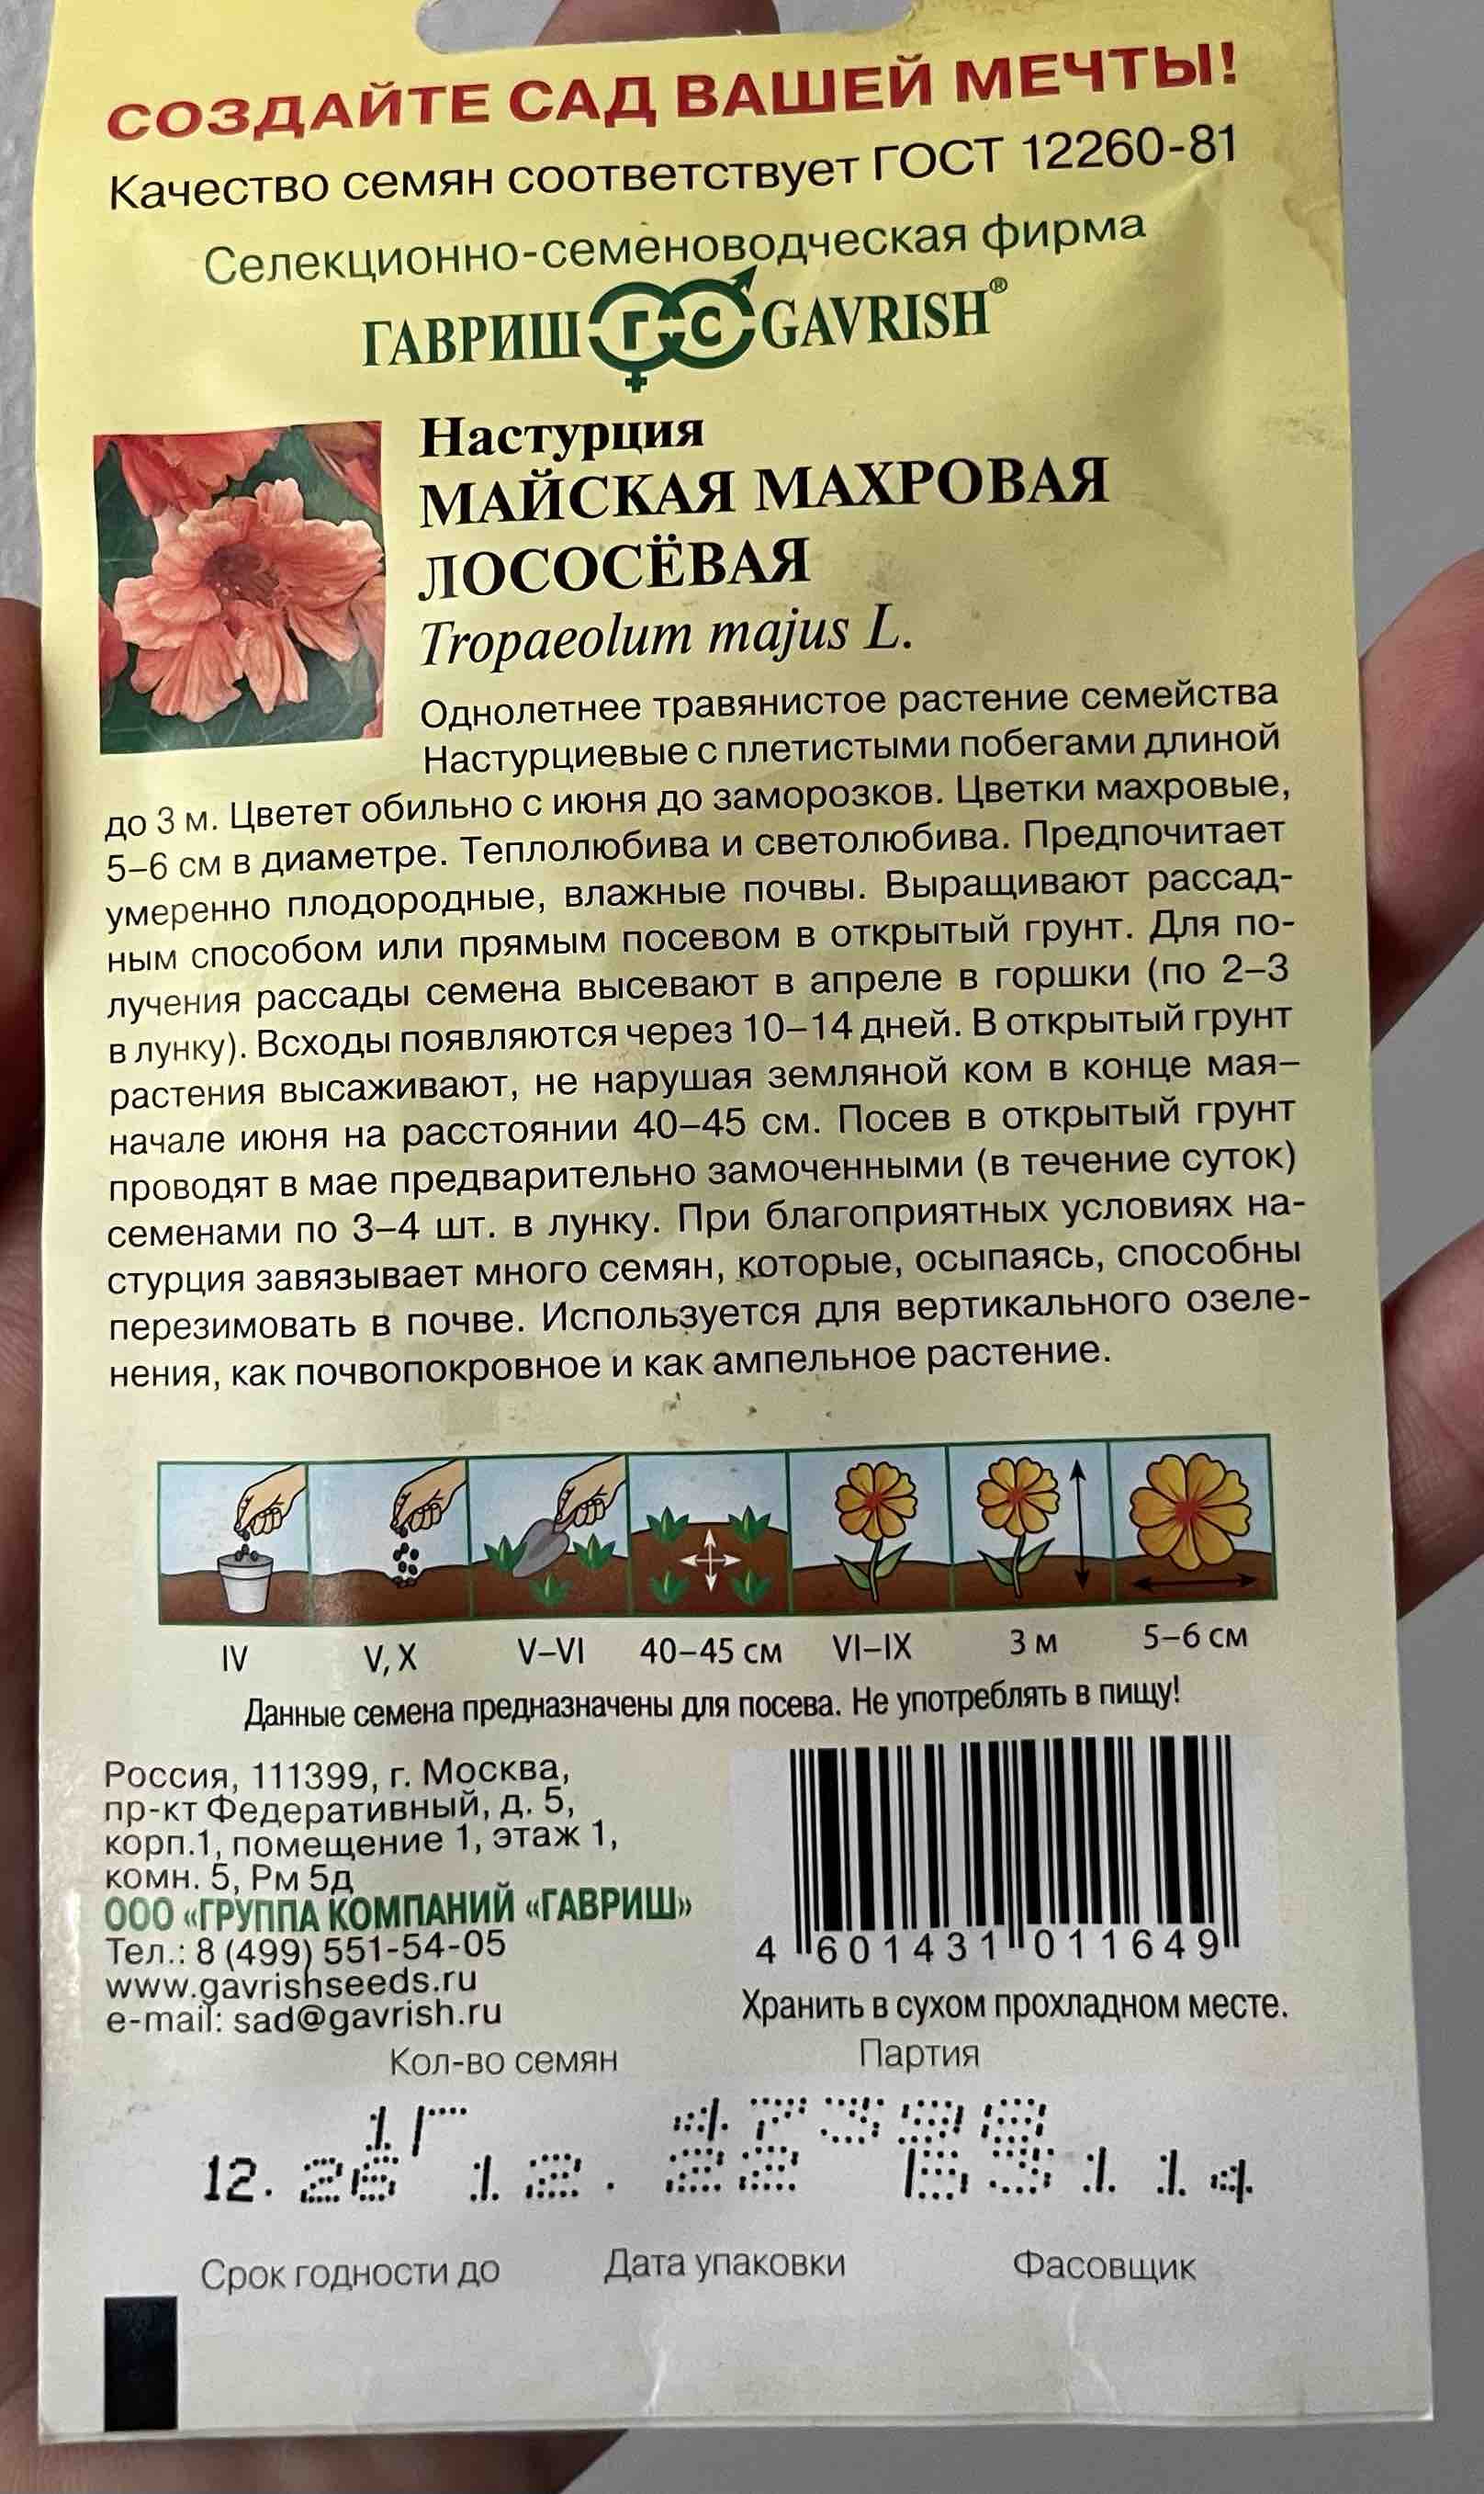 СОЗДАЙТЕ САД ВАШЕЙ МЕЧТЫ!
Качество семян соответствует ГОСТ 12260-81
Селекционно-семеноводческая фирма
ГАВРИШ ГС GAVRISH®
Настурция
МАЙСКАЯ МАХРОВАЯ
ЛОСОСЁВАЯ
Tropaeolum majus L.
Однолетнее травянистое растение семейства
Настурциевые с плетистыми побегами длиной
до 3 м. Цветет обильно с июня до заморозков. Цветки махровые,
5–6 см в диаметре. Теплолюбива и светолюбива. Предпочитает
умеренно плодородные, влажные почвы. Выращивают рассад-
ным способом или прямым посевом в открытый грунт. Для по-
лучения рассады семена высевают в апреле в горшки (по 2–3
в лунку). Всходы появляются через 10–14 дней. В открытый грунт
растения высаживают, не нарушая земляной ком в конце мая–
начале июня на расстоянии 40–45 см. Посев в открытый грунт
проводят в мае предварительно замоченными (в течение суток)
семенами по 3–4 шт. в лунку. При благоприятных условиях на-
стурция завязывает много семян, которые, осыпаясь, способны
перезимовать в почве. Используется для вертикального озеле-
нения, как почвопокровное и как ампельное растение.
IV V, X V–VI 40–45 см VI–IX 3 м 5–6 см
Данные семена предназначены для посева. Не употреблять в пищу!
Россия, 111399, г. Москва,
пр-кт Федеративный, д. 5,
корп.1, помещение 1, этаж 1,
комн. 5, Рм 5д
ООО «ГРУППА КОМПАНИЙ «ГАВРИШ»
Тел.: 8 (499) 551-54-05
www.gavrishseeds.ru
e-mail: sad@gavrish.ru
4 601431 011649
Хранить в сухом прохладном месте.
Кол-во семян Партия
1Г
12.26 12.22
Срок годности до Дата упаковки Фасовщик